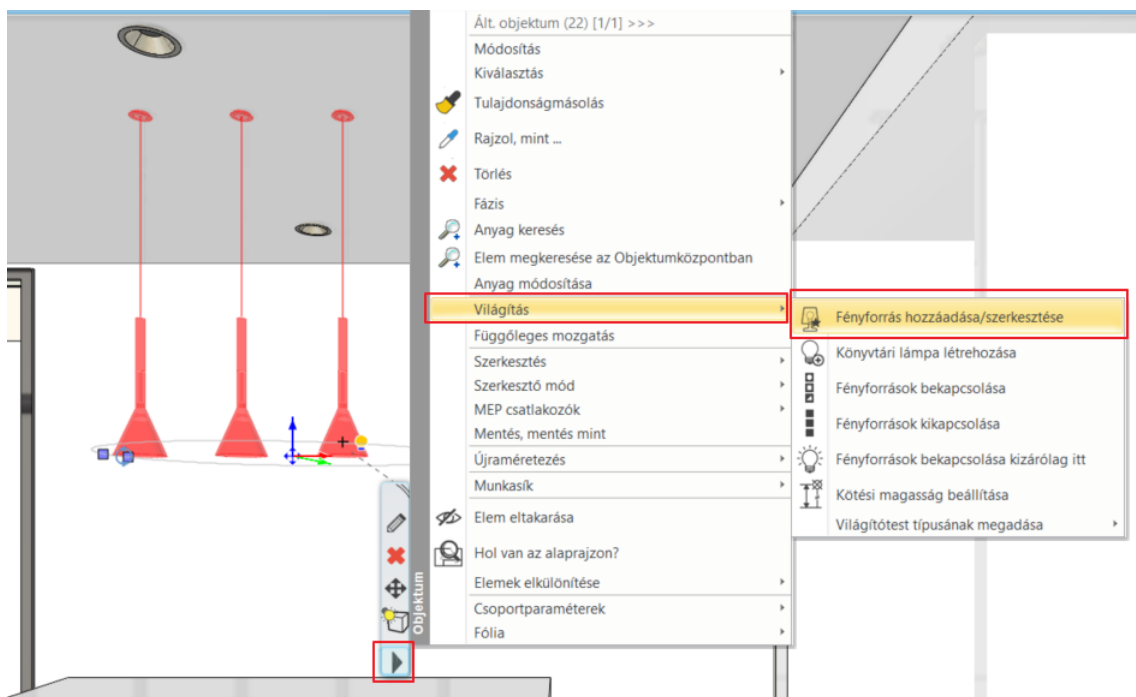 Ált. objektum (22) [1/1] >>>
Módosítás
Kiválasztás
Tulajdonságmásolás
Rajzol, mint ...
Törlés
Fázis
Anyag keresés
Elem megkeresése az Objektumközpontban
Anyag módosítása
Világítás
Függőleges mozgatás
Szerkesztés
Szerkesztő mód
MEP csatlakozók
Mentés, mentés mint
Újraméretezés
Munkasík
Elem eltakarása
Hol van az alaprajzon?
Elemek elkülönítése
Csoportparaméterek
Fólia
Objektum
Fényforrás hozzáadása/szerkesztése
Könyvtári lámpa létrehozása
Fényforrások bekapcsolása
Fényforrások kikapcsolása
Fényforrások bekapcsolása kizárólag itt
Kötési magasság beállítása
Világítótest típusának megadása